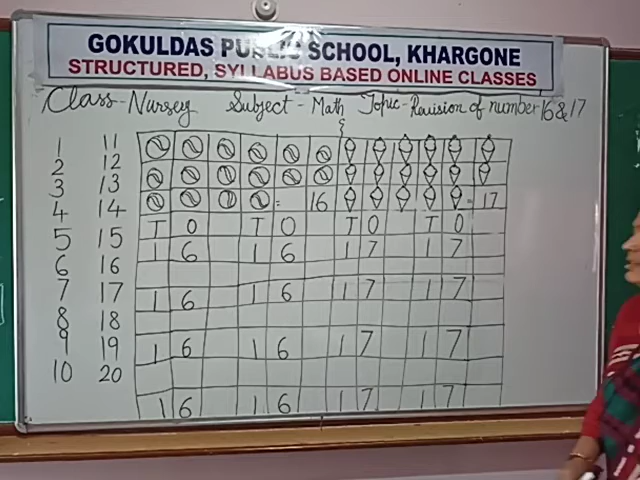 GOKULDAS PUBLIC SCHOOL, KHARGONE
STRUCTURED, SYLLABUS BASED ONLINE CLASSES
Class-Nursery Subject - Math Topic-Revision of number 16 & 17
1 11
2 12
3 13
4 14
5 15
6 16
7 17
8 18
9 19
10 20
= 16 = 17
T O T O T O T O
1 6 1 6 1 7 1 7
1 6 1 6 1 7 1 7
1 6 1 6 1 7 1 7
1 6 1 6 1 7 1 7